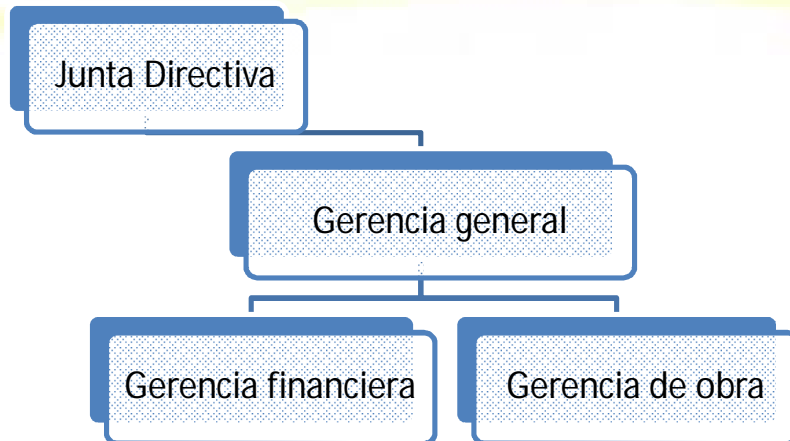 Junta Directiva
Gerencia general
Gerencia financiera
Gerencia de obra